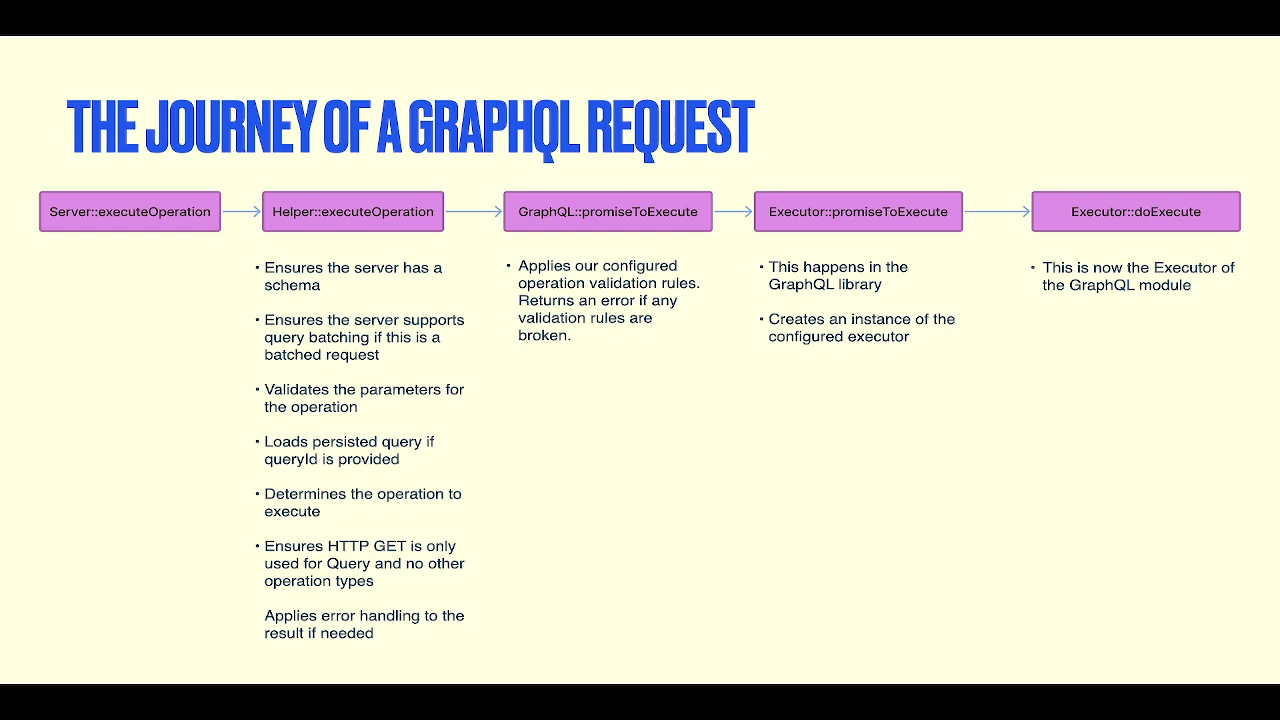 THE JOURNEY OF A GRAPHQL REQUEST
Server::executeOperation
Helper::executeOperation
GraphQL::promiseToExecute
Executor::promiseToExecute
Executor::doExecute
• Ensures the server has a
schema
• Ensures the server supports
query batching if this is a
batched request
• Validates the parameters for
the operation
• Loads persisted query if
queryId is provided
• Determines the operation to
execute
• Ensures HTTP GET is only
used for Query and no other
operation types
Applies error handling to the
result if needed
• Applies our configured
operation validation rules.
Returns an error if any
validation rules are
broken.
• This happens in the
GraphQL library
• Creates an instance of the
configured executor
• This is now the Executor of
the GraphQL module